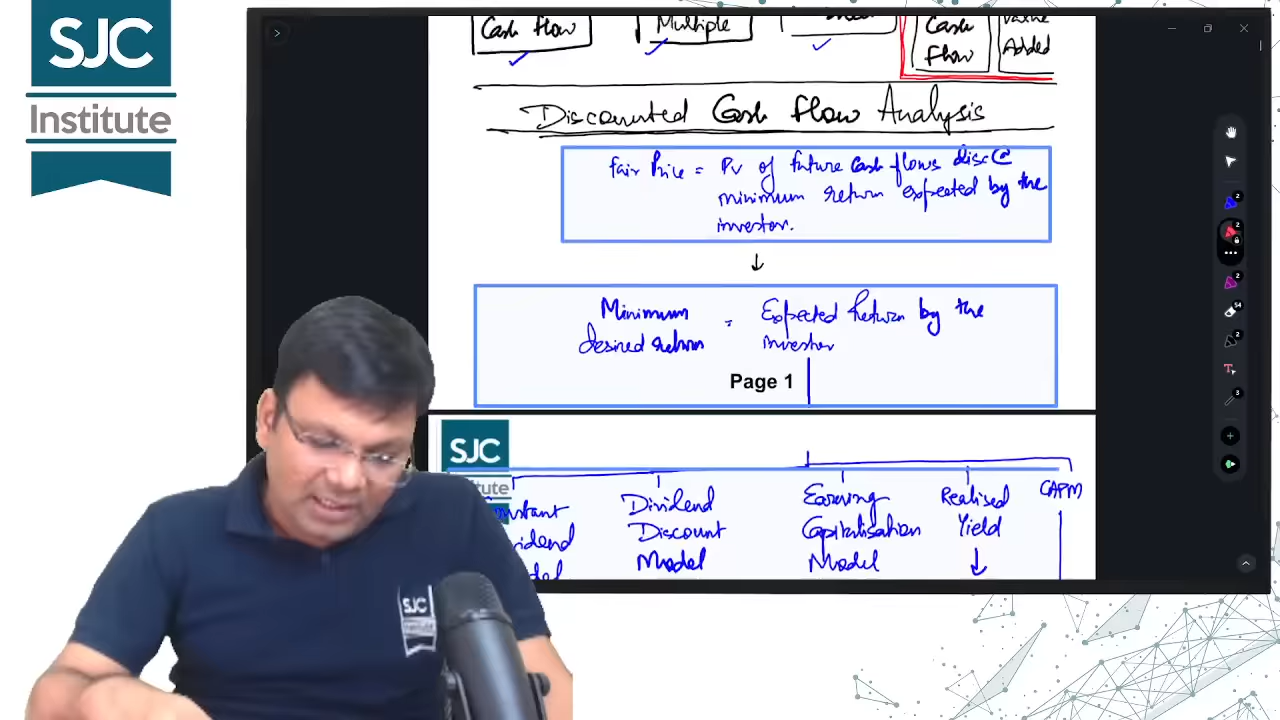 SJC
Institute
Cash flow
Multiple
Cash
flow
Value
Added
Discounted Cash flow Analysis
fair Price = PV of future cash flows disc @
minimum return expected by the
investor.
↓
Minimum
desired return
=
Expected Return by the
investor
Page 1
SJC
Dividend
Discount
Model
Earning
Capitalisation
Model
Realised
Yield
↓
CAPM
SJC